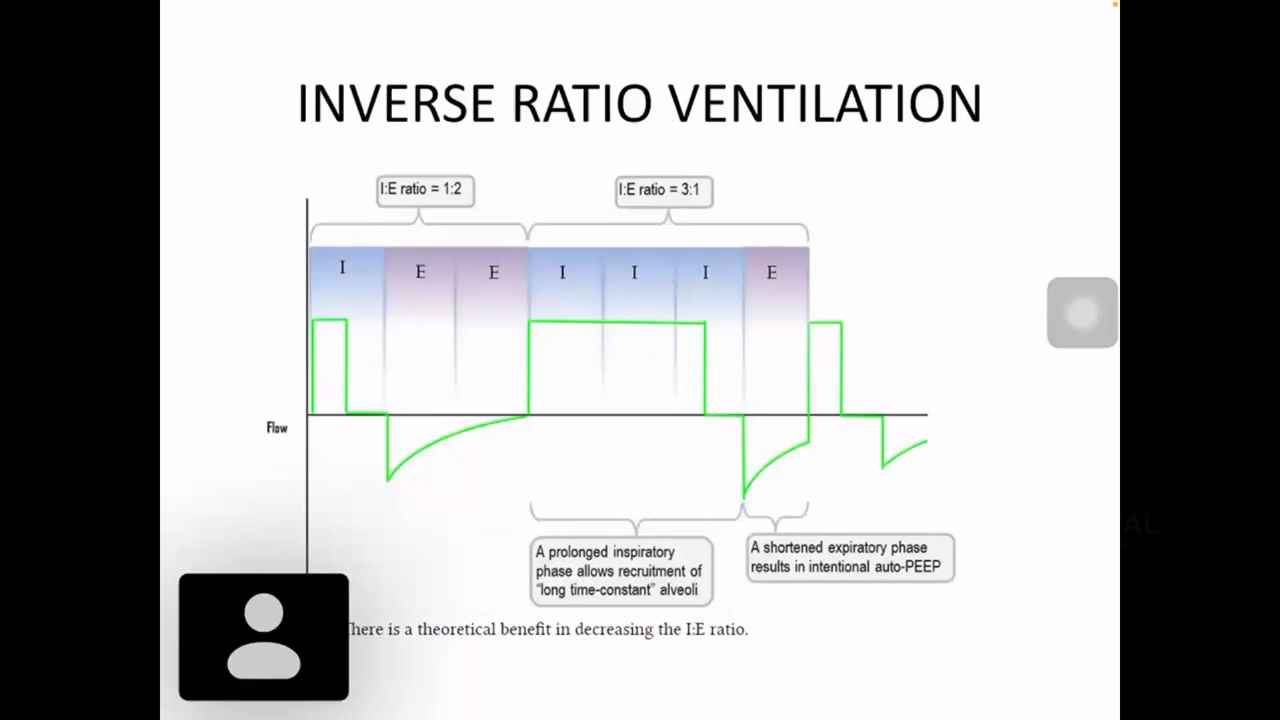 INVERSE RATIO VENTILATION
I:E ratio = 1:2
I:E ratio = 3:1
I
E
E
I
I
I
E
Flow
A prolonged inspiratory
phase allows recruitment of
“long time-constant” alveoli
A shortened expiratory phase
results in intentional auto-PEEP
There is a theoretical benefit in decreasing the I:E ratio.